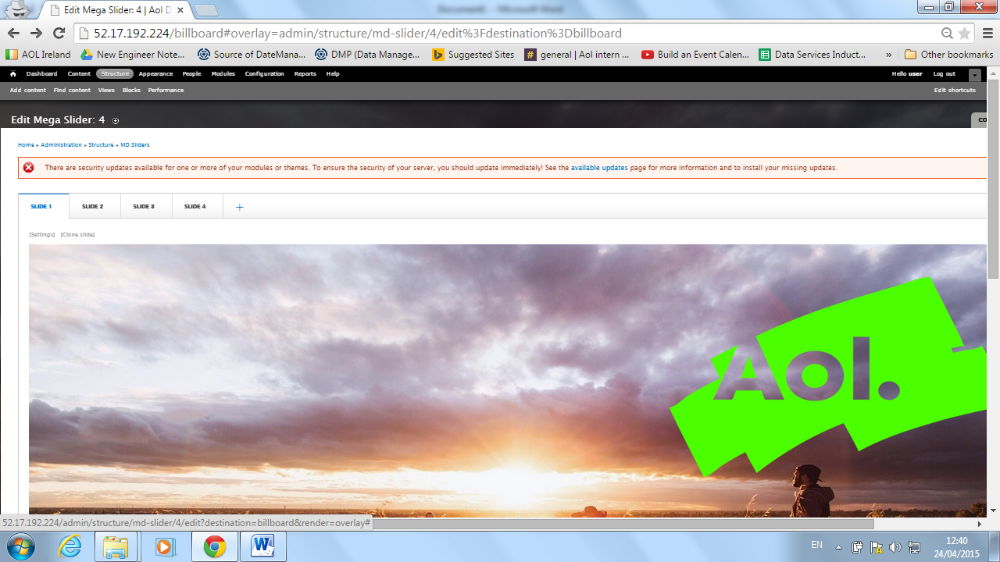 Edit Mega Slider: 4 | Aol D
Document1 - Microsoft Word
52.17.192.224/billboard#overlay=admin/structure/md-slider/4/edit%3Fdestination%3Dbillboard
AOL Ireland New Engineer Note... Source of DateMana... DMP (Data Manage... Suggested Sites general | Aol intern ... Build an Event Calen... Data Services Induct... » Other bookmarks
Dashboard Content Structure Appearance People Modules Configuration Reports Help Hello user Log out
Add content Find content Views Blocks Performance Edit shortcuts
Edit Mega Slider: 4
CO
Home » Administration » Structure » MD Sliders
There are security updates available for one or more of your modules or themes. To ensure the security of your server, you should update immediately! See the available updates page for more information and to install your missing updates.
SLIDE 1 SLIDE 2 SLIDE 8 SLIDE 4 +
[Settings] [Clone slide]
Aol.
52.17.192.224/admin/structure/md-slider/4/edit?destination=billboard&render=overlay#
EN 12:40
24/04/2015